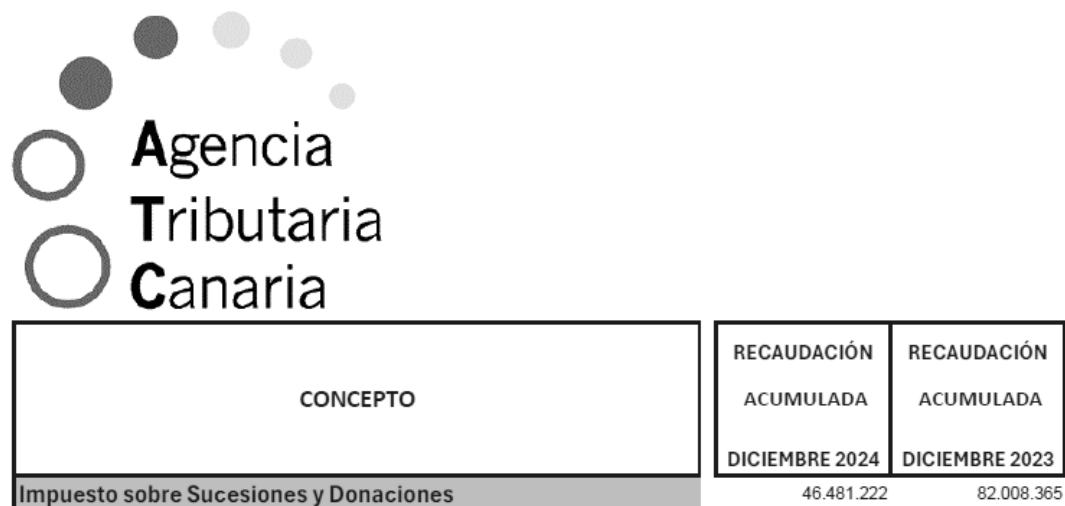 Agencia
Tributaria
Canaria
CONCEPTO
RECAUDACIÓN
ACUMULADA
DICIEMBRE 2024
RECAUDACIÓN
ACUMULADA
DICIEMBRE 2023
Impuesto sobre Sucesiones y Donaciones 46.481.222 82.008.365